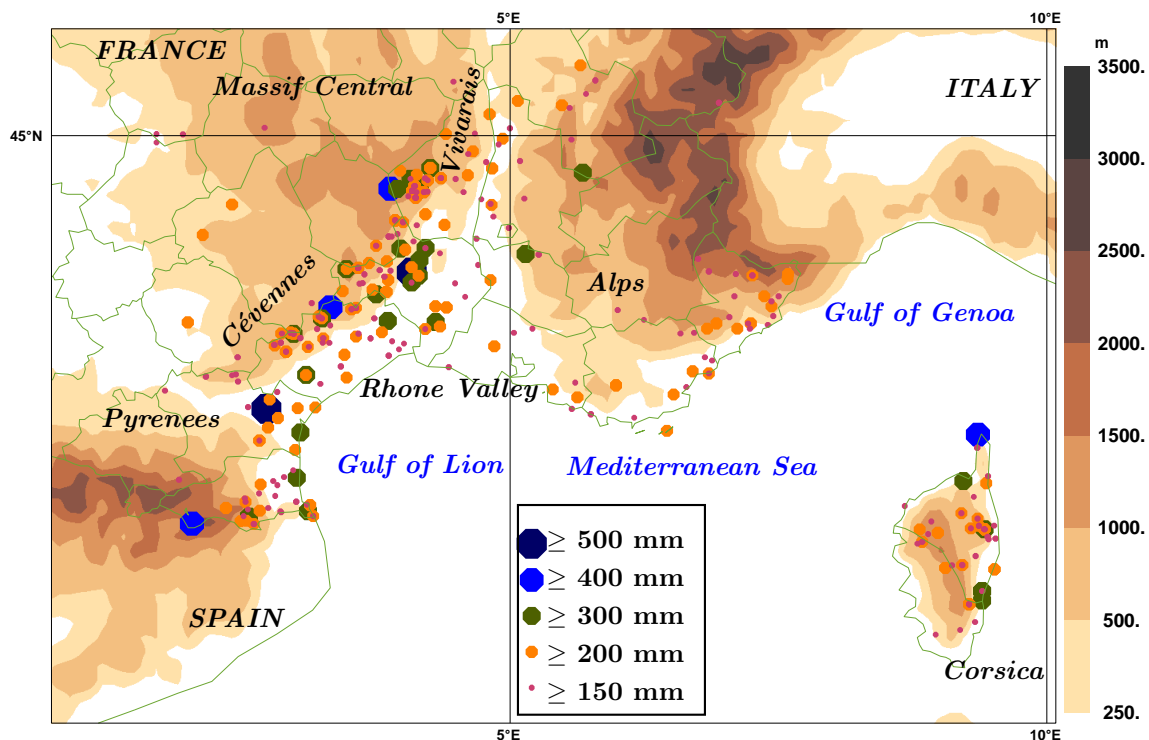 5°E
10°E
FRANCE
m
Massif Central
Vivarais
ITALY
3500.
45°N
3000.
2500.
Cévennes
Alps
Gulf of Genoa
2000.
Rhone Valley
Pyrenees
1500.
Gulf of Lion
Mediterranean Sea
1000.
≥ 500 mm
≥ 400 mm
≥ 300 mm
≥ 200 mm
≥ 150 mm
SPAIN
500.
Corsica
250.
5°E
10°E